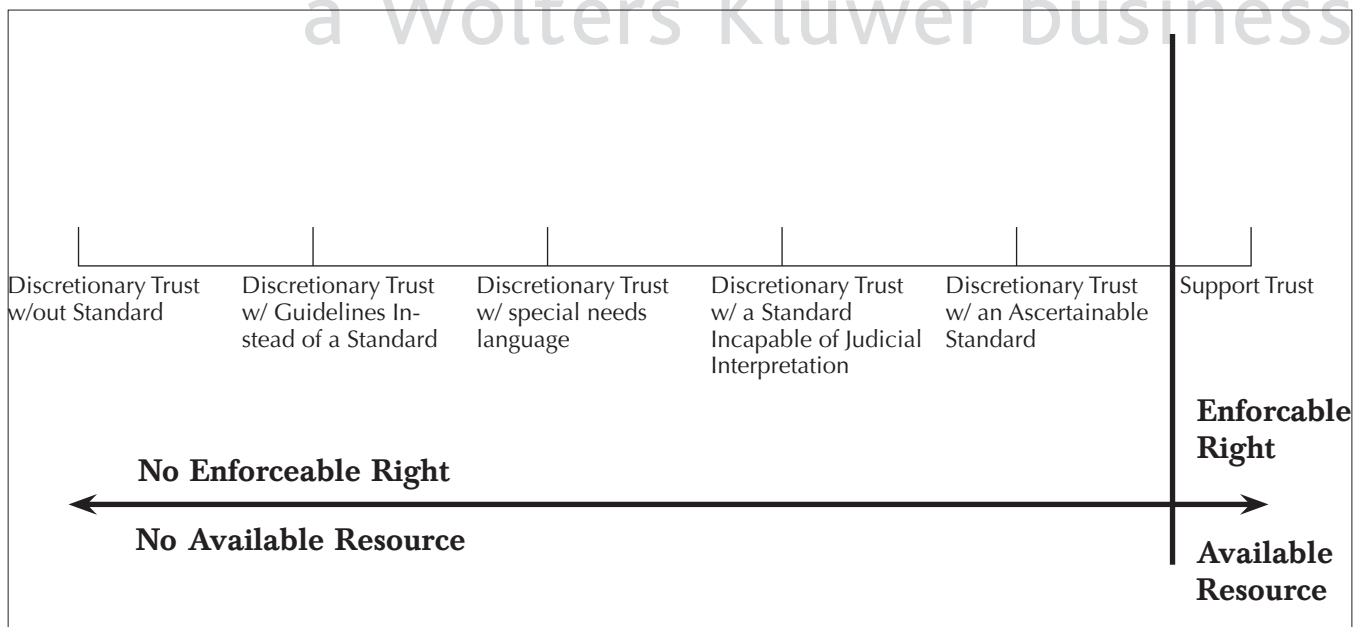 a Wolters Kluwer business
Discretionary Trust
w/out Standard
Discretionary Trust
w/ Guidelines In-
stead of a Standard
Discretionary Trust
w/ special needs
language
Discretionary Trust
w/ a Standard
Incapable of Judicial
Interpretation
Discretionary Trust
w/ an Ascertainable
Standard
Support Trust
No Enforceable Right
Enforcable
Right
No Available Resource
Available
Resource